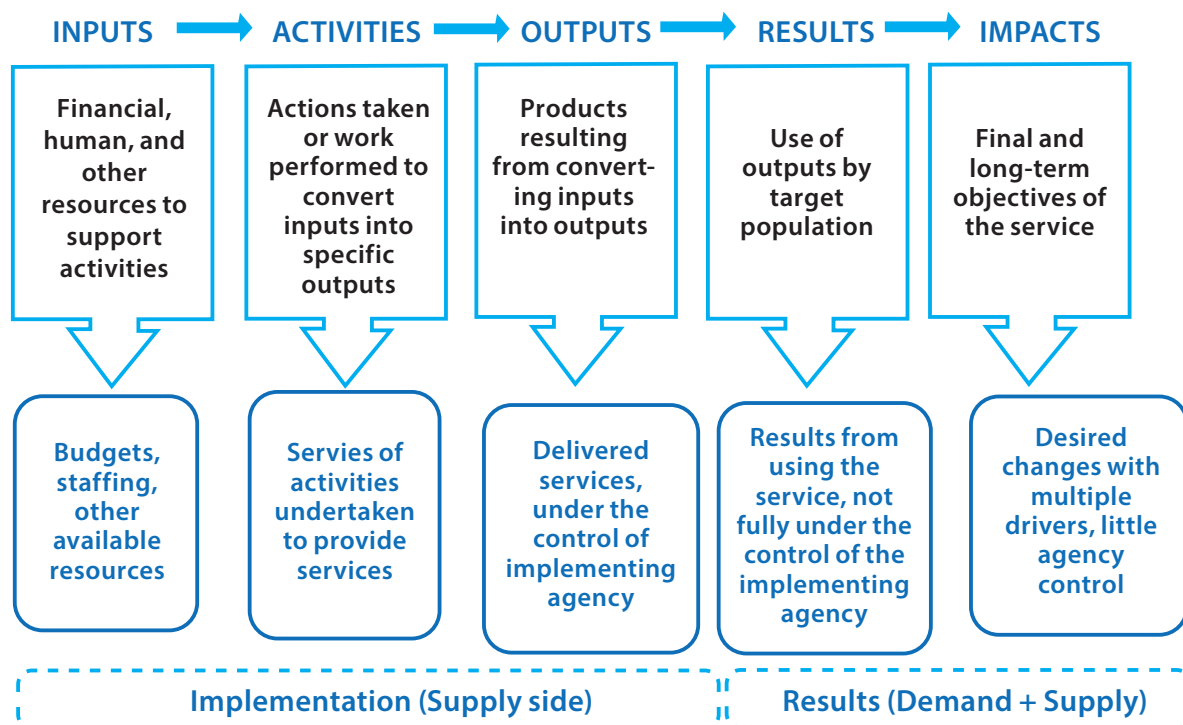 INPUTS
ACTIVITIES
OUTPUTS
RESULTS
IMPACTS
Financial,
human, and
other
resources to
support
activities
Actions taken
or work
performed to
convert
inputs into
specific
outputs
Products
resulting
from convert-
ing inputs
into outputs
Use of
outputs by
target
population
Final and
long-term
objectives of
the service
Budgets,
staffing,
other
available
resources
Servies of
activities
undertaken
to provide
services
Delivered
services,
under the
control of
implementing
agency
Results from
using the
service, not
fully under the
control of the
implementing
agency
Desired
changes with
multiple
drivers, little
agency
control
Implementation (Supply side)
Results (Demand + Supply)